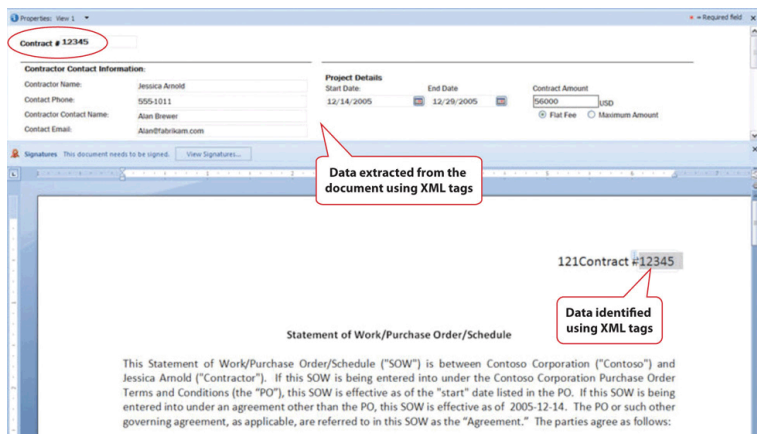 Properties: View 1
* = Required field
Contract # 12345
Contractor Contact Information:
Contractor Name: Jessica Arnold
Contact Phone: 555-1011
Contractor Contact Name: Alan Brewer
Contact Email: Alan@fabrikam.com
Project Details
Start Date: End Date Contract Amount
12/14/2005 12/29/2005 56000 USD
Flat Fee Maximum Amount
Signatures This document needs to be signed. View Signatures...
Data extracted from the
document using XML tags
121Contract #12345
Data identified
using XML tags
Statement of Work/Purchase Order/Schedule
This Statement of Work/Purchase Order/Schedule ("SOW") is between Contoso Corporation ("Contoso") and
Jessica Arnold ("Contractor"). If this SOW is being entered into under the Contoso Corporation Purchase Order
Terms and Conditions (the "PO"), this SOW is effective as of the "start" date listed in the PO. If this SOW is being
entered into under an agreement other than the PO, this SOW is effective as of 2005-12-14. The PO or such other
governing agreement, as applicable, are referred to in this SOW as the "Agreement." The parties agree as follows: